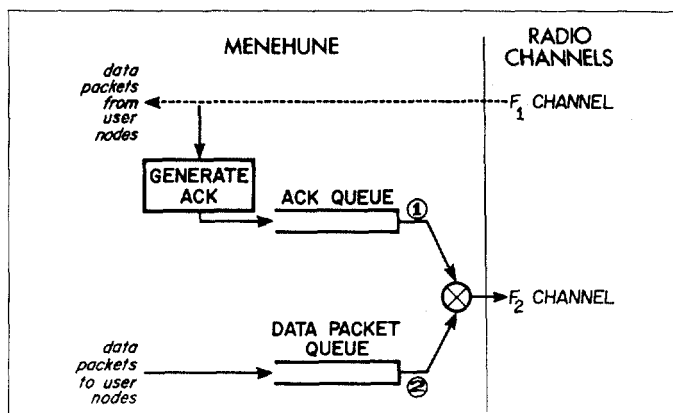 MENEHUNE
RADIO
CHANNELS
data
packets
from
user
nodes
F1 CHANNEL
GENERATE
ACK
ACK QUEUE
①
F2 CHANNEL
DATA PACKET
QUEUE
data
packets
to user
nodes
②